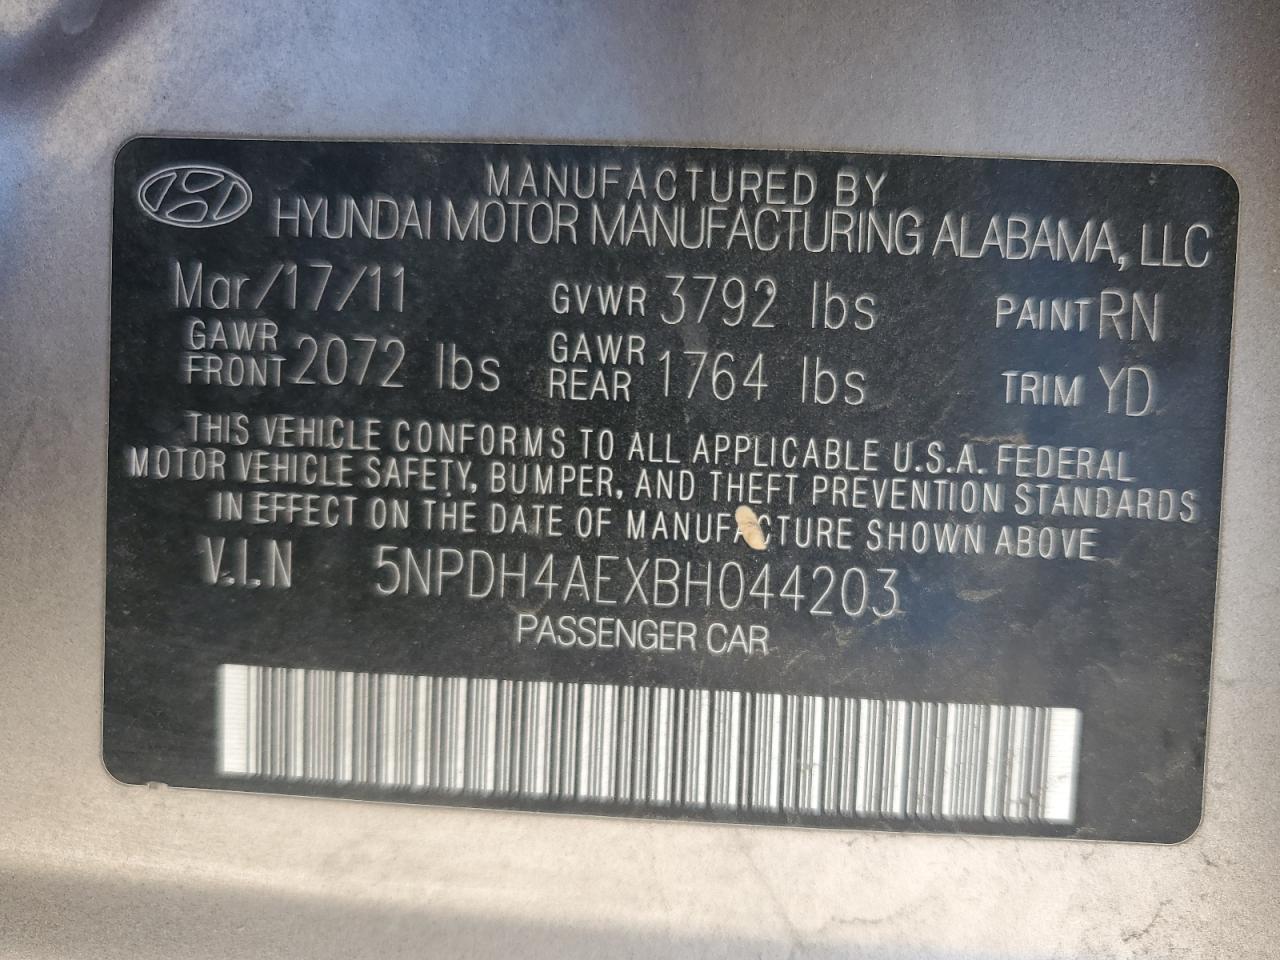 MANUFACTURED BY
HYUNDAI MOTOR MANUFACTURING ALABAMA, LLC
Mar/17/11 GVWR 3792 lbs PAINT RN
GAWR FRONT 2072 lbs GAWR REAR 1764 lbs TRIM YD
THIS VEHICLE CONFORMS TO ALL APPLICABLE U.S.A. FEDERAL
MOTOR VEHICLE SAFETY, BUMPER, AND THEFT PREVENTION STANDARDS
IN EFFECT ON THE DATE OF MANUFACTURE SHOWN ABOVE
V.I.N 5NPDH4AEXBH044203
PASSENGER CAR